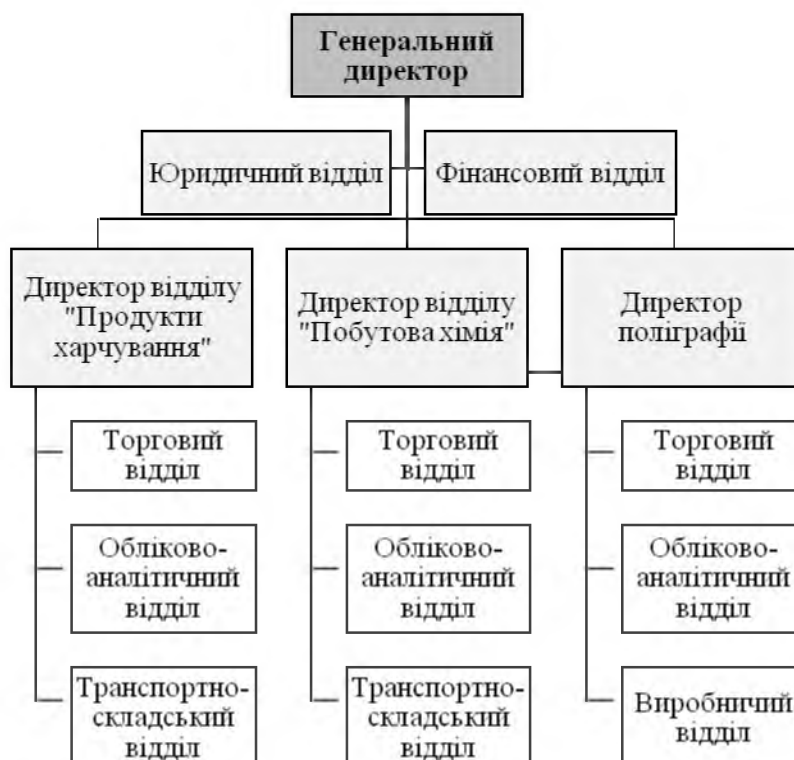 Генеральний
директор
Юридичний відділ
Фінансовий відділ
Директор відділу
"Продукти
харчування"
Директор відділу
"Побутова хімія"
Директор
поліграфії
Торговий
відділ
Торговий
відділ
Торговий
відділ
Обліково-
аналітичний
відділ
Обліково-
аналітичний
відділ
Обліково-
аналітичний
відділ
Транспортно-
складський
відділ
Транспортно-
складський
відділ
Виробничий
відділ